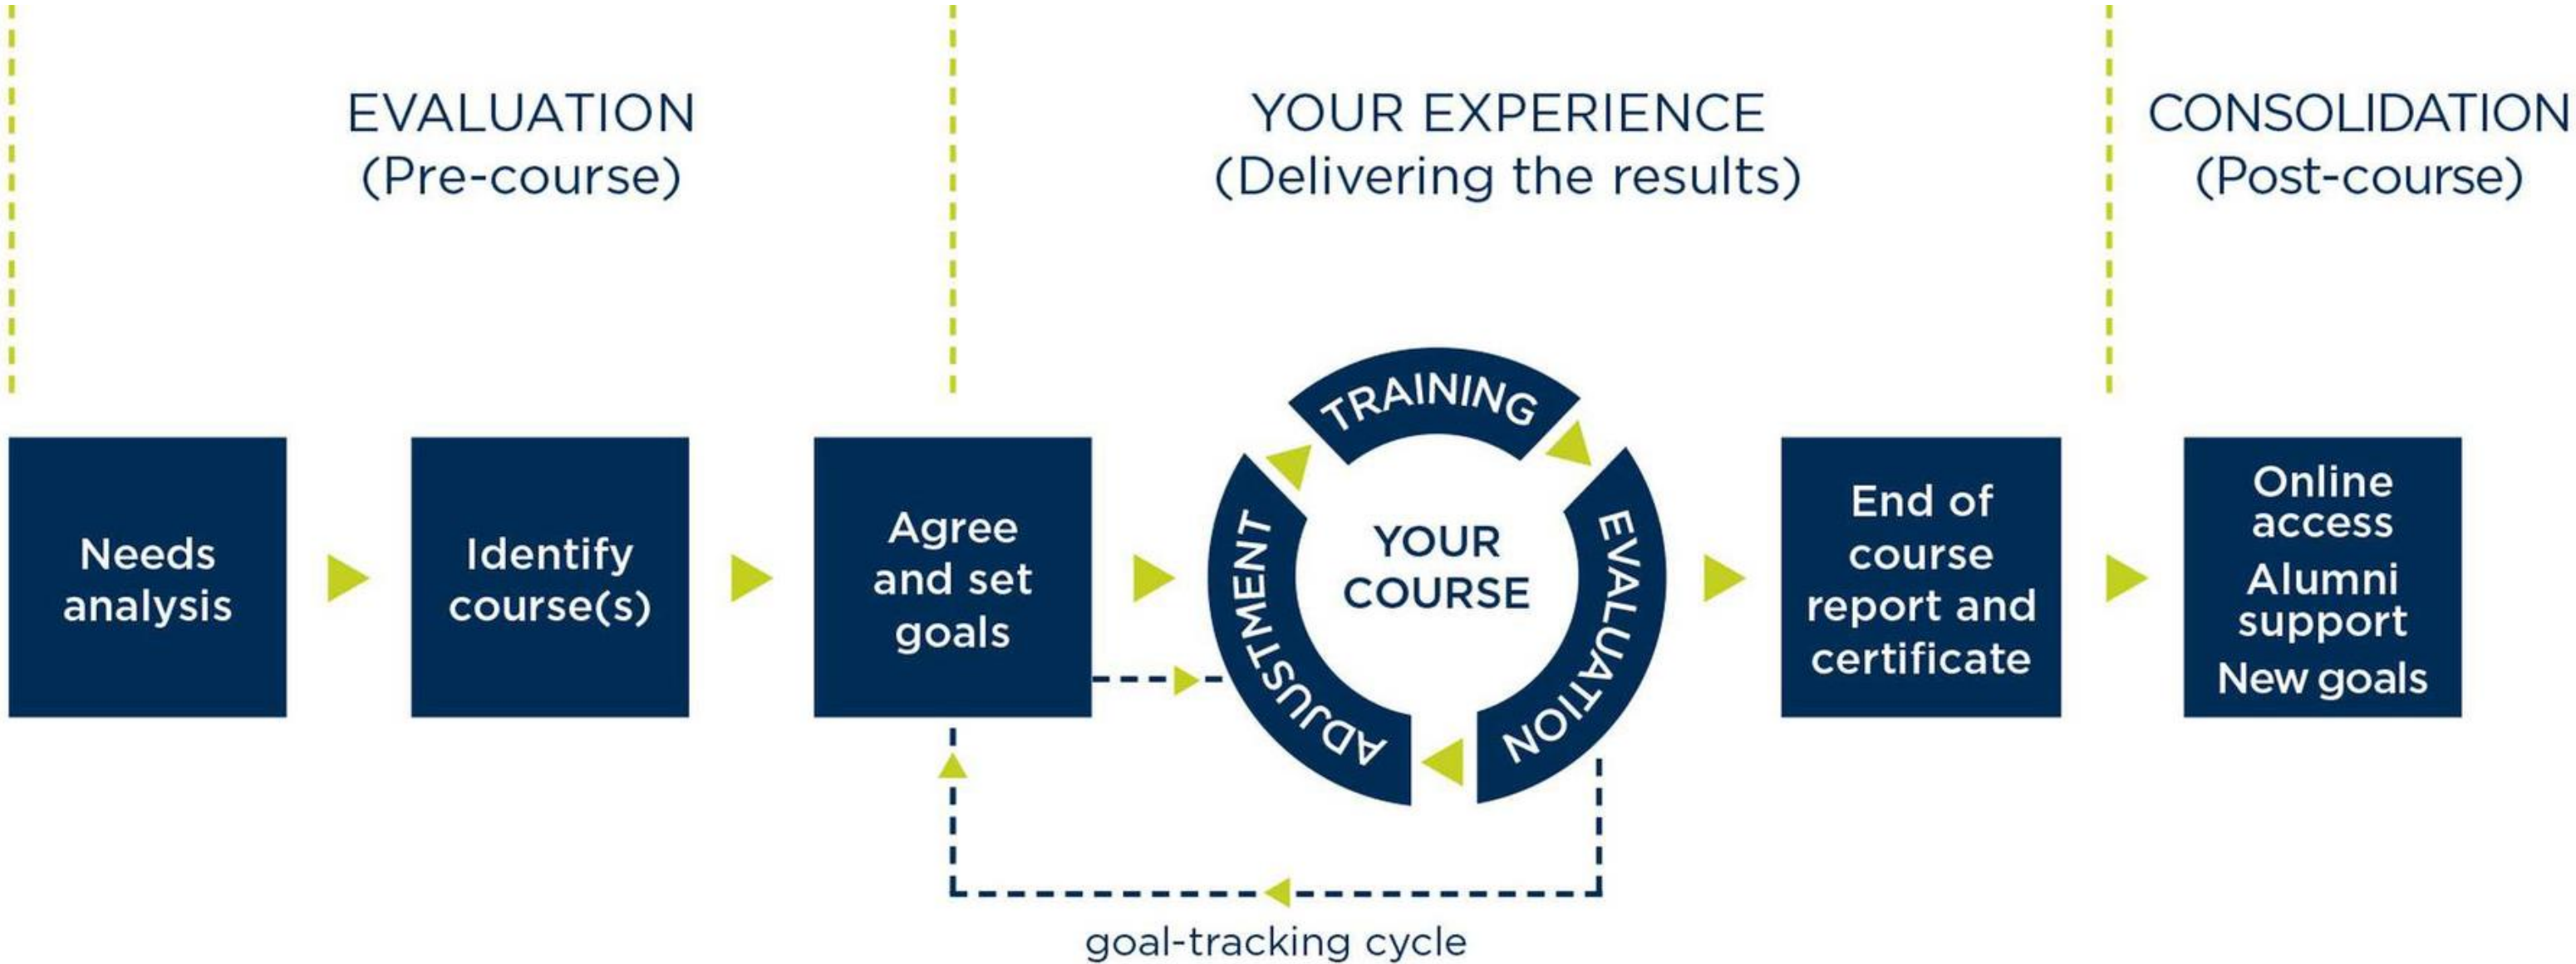 EVALUATION
(Pre-course)
YOUR EXPERIENCE
(Delivering the results)
CONSOLIDATION
(Post-course)
Needs
analysis
Identify
course(s)
Agree
and set
goals
TRAINING
EVALUATION
ADJUSTMENT
YOUR
COURSE
End of
course
report and
certificate
Online
access
Alumni
support
New goals
goal-tracking cycle